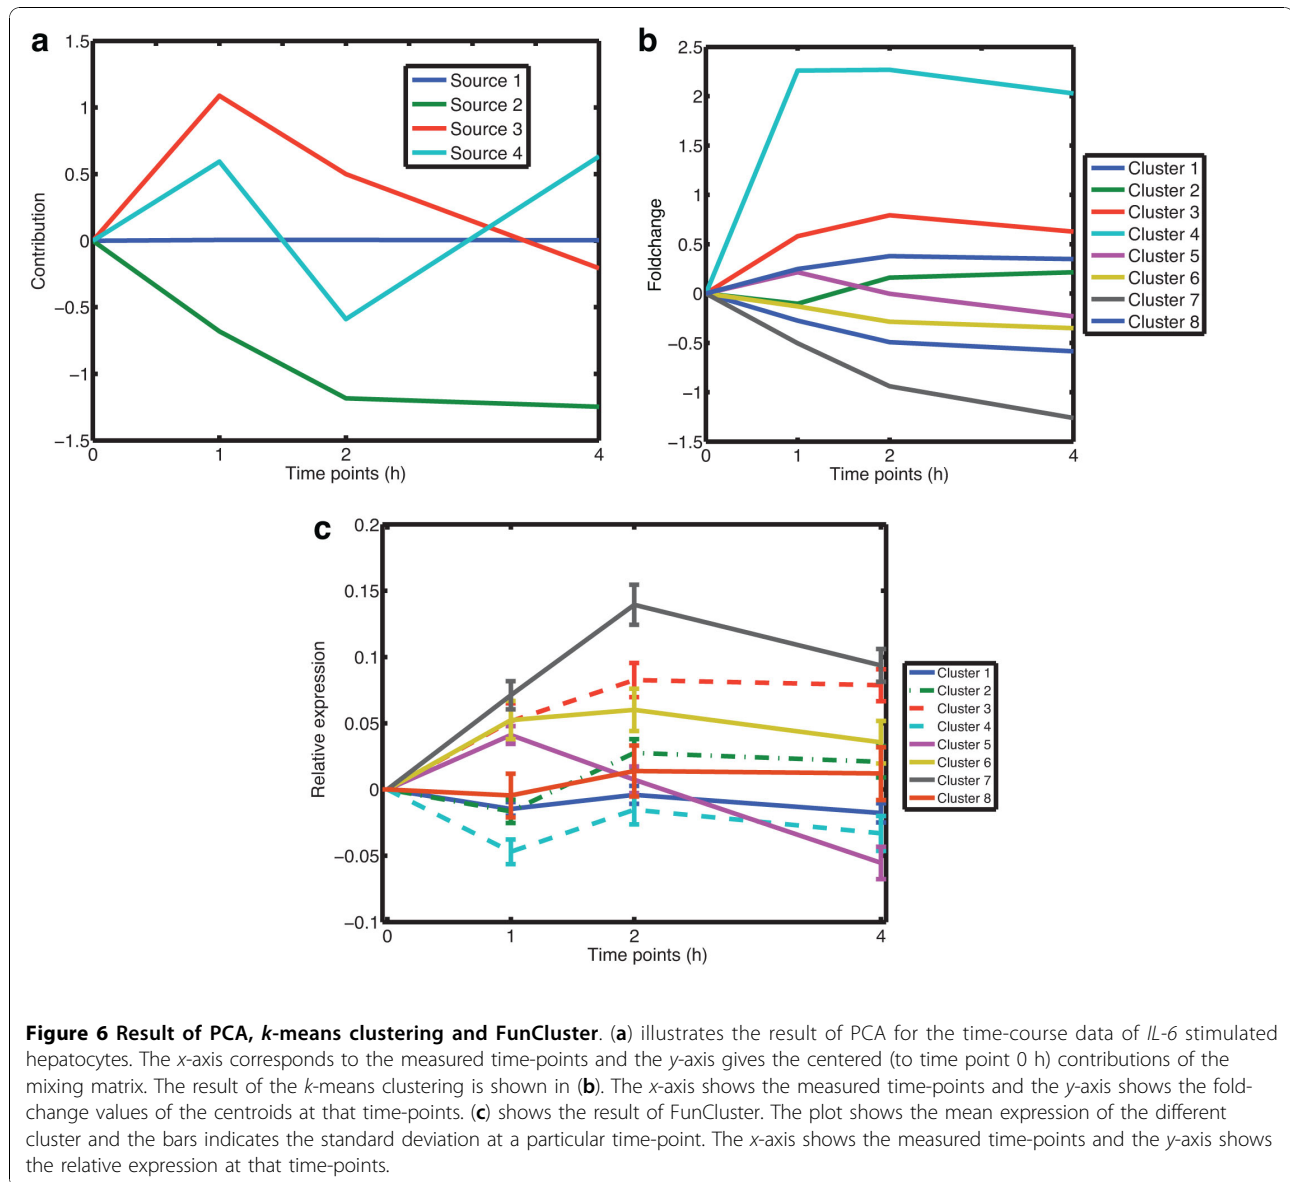 a
1.5
1
0.5
0
−0.5
−1
−1.5
Contribution
0
1
2
4
Time points (h)
Source 1
Source 2
Source 3
Source 4
b
2.5
2
1.5
1
0.5
0
−0.5
−1
−1.5
Foldchange
0
1
2
4
Time points (h)
Cluster 1
Cluster 2
Cluster 3
Cluster 4
Cluster 5
Cluster 6
Cluster 7
Cluster 8
c
0.2
0.15
0.1
0.05
0
−0.05
−0.1
Relative expression
0
1
2
4
Time points (h)
Cluster 1
Cluster 2
Cluster 3
Cluster 4
Cluster 5
Cluster 6
Cluster 7
Cluster 8
Figure 6 Result of PCA, k-means clustering and FunCluster. (a) illustrates the result of PCA for the time-course data of IL-6 stimulated
hepatocytes. The x-axis corresponds to the measured time-points and the y-axis gives the centered (to time point 0 h) contributions of the
mixing matrix. The result of the k-means clustering is shown in (b). The x-axis shows the measured time-points and the y-axis shows the fold-
change values of the centroids at that time-points. (c) shows the result of FunCluster. The plot shows the mean expression of the different
cluster and the bars indicates the standard deviation at a particular time-point. The x-axis shows the measured time-points and the y-axis shows
the relative expression at that time-points.